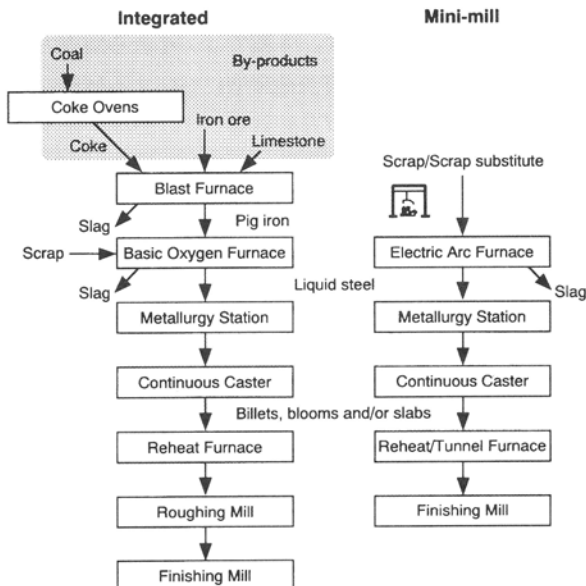 Integrated
Mini-mill
Coal
By-products
Coke Ovens
Iron ore
Coke
Limestone
Scrap/Scrap substitute
Blast Furnace
Slag
Pig iron
Scrap
Basic Oxygen Furnace
Electric Arc Furnace
Slag
Liquid steel
Slag
Metallurgy Station
Metallurgy Station
Continuous Caster
Continuous Caster
Billets, blooms and/or slabs
Reheat Furnace
Reheat/Tunnel Furnace
Roughing Mill
Finishing Mill
Finishing Mill